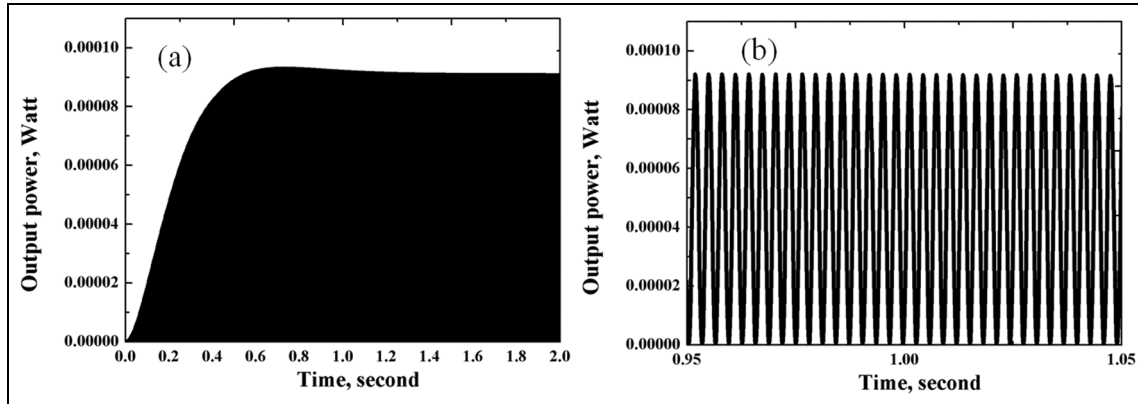 (a)
Output power, Watt
0.00010
0.00008
0.00006
0.00004
0.00002
0.00000
0.0 0.2 0.4 0.6 0.8 1.0 1.2 1.4 1.6 1.8 2.0
Time, second
(b)
Output power, Watt
0.00010
0.00008
0.00006
0.00004
0.00002
0.00000
0.95 1.00 1.05
Time, second